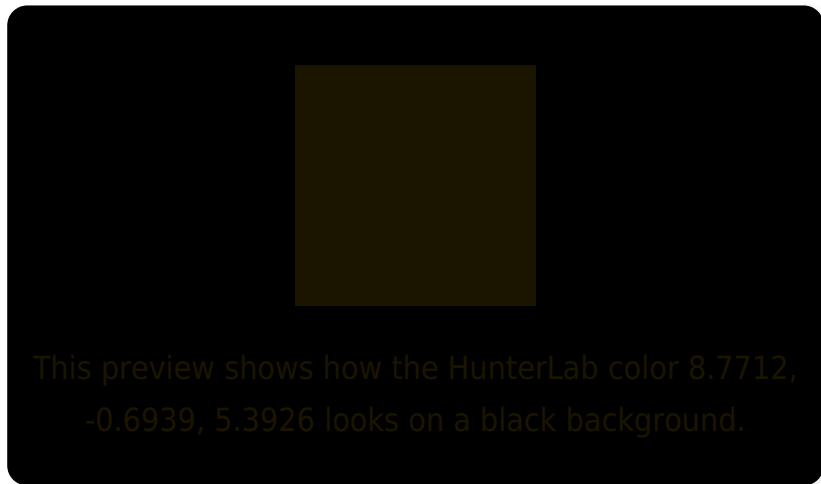 This preview shows how the HunterLab color 8.7712,
-0.6939, 5.3926 looks on a black background.